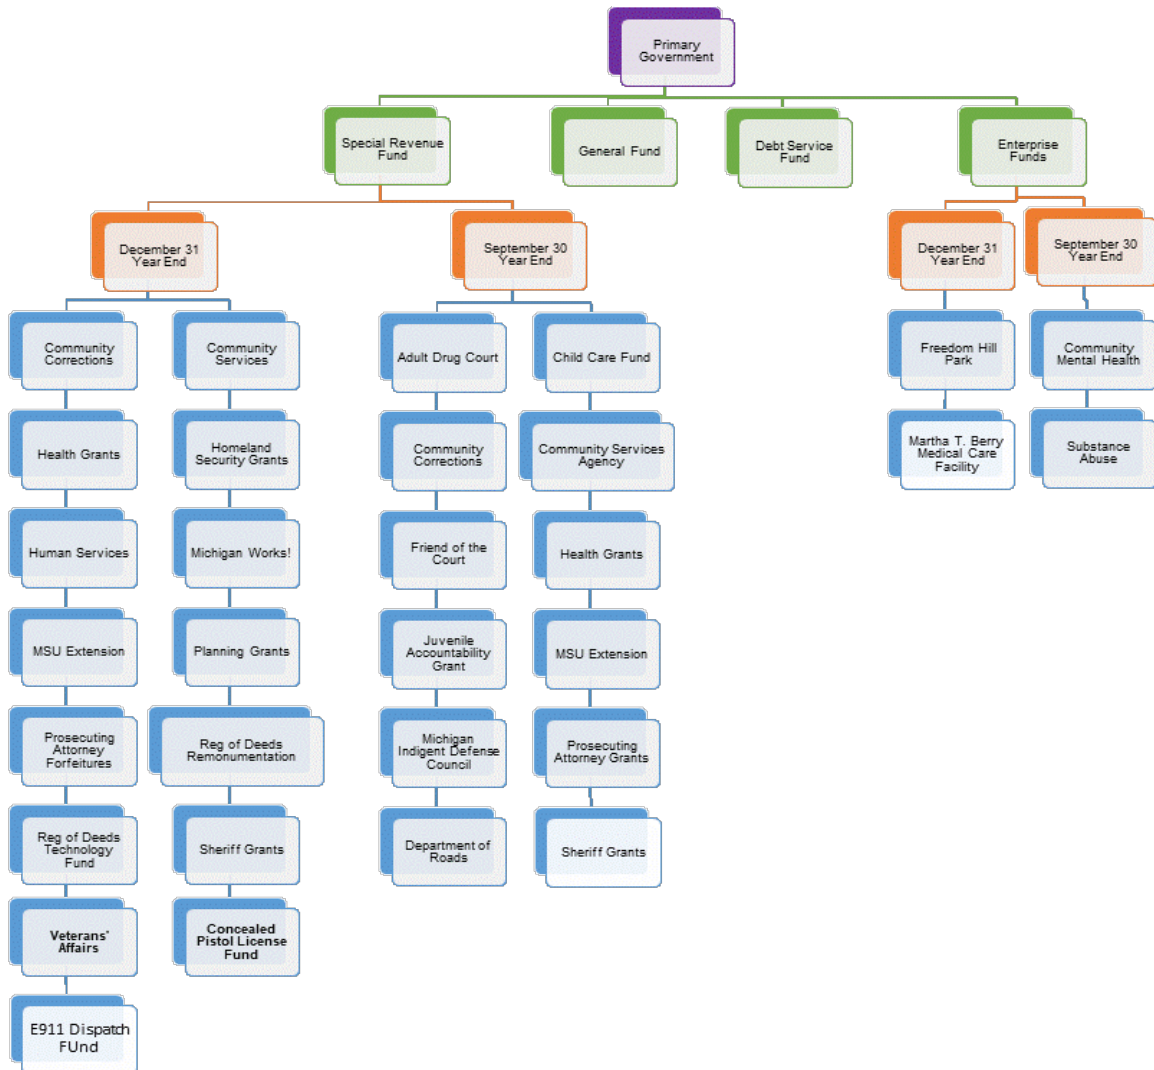 Primary
Government
Special Revenue
Fund
General Fund
Debt Service
Fund
Enterprise
Funds
December 31
Year End
September 30
Year End
December 31
Year End
September 30
Year End
Community
Corrections
Community
Services
Adult Drug Court
Child Care Fund
Freedom Hill
Park
Community
Mental Health
Health Grants
Homeland
Security Grants
Community
Corrections
Community Services
Agency
Martha T. Berry
Medical Care
Facility
Substance
Abuse
Human Services
Michigan Works!
Friend of the
Court
Health Grants
MSU Extension
Planning Grants
Juvenile
Accountability
Grant
MSU Extension
Prosecuting
Attorney
Forfeitures
Reg of Deeds
Remonumentation
Michigan
Indigent Defense
Council
Prosecuting
Attorney Grants
Reg of Deeds
Technology
Fund
Sheriff Grants
Department of
Roads
Sheriff Grants
Veterans'
Affairs
Concealed
Pistol License
Fund
E911 Dispatch
FUnd